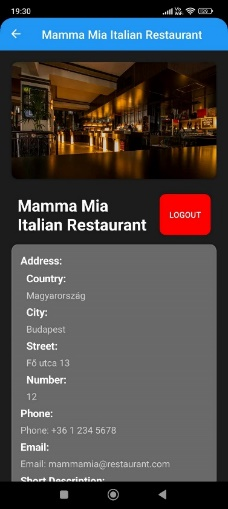 19:30
Mamma Mia Italian Restaurant
Mamma Mia
Italian Restaurant
LOGOUT
Address:
Country:
Magyarország
City:
Budapest
Street:
Fő utca 13
Number:
12
Phone:
Phone: +36 1 234 5678
Email:
Email: mammamia@restaurant.com
Short Description: